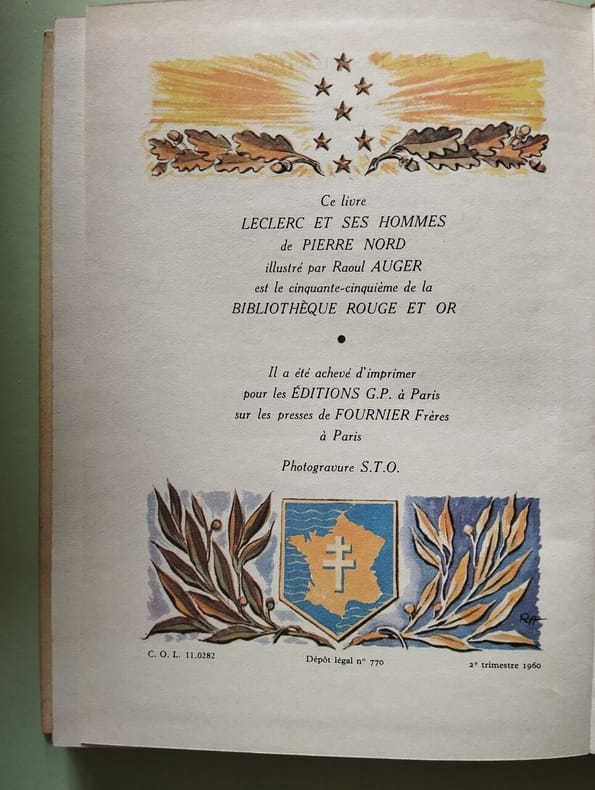 Ce livre
LECLERC ET SES HOMMES
de PIERRE NORD
illustré par Raoul AUGER
est le cinquante-cinquième de la
BIBLIOTHÈQUE ROUGE ET OR
Il a été achevé d'imprimer
pour les ÉDITIONS G.P. à Paris
sur les presses de FOURNIER Frères
à Paris
Photogravure S.T.O.
C. O. L. 11.0282
Dépôt légal n° 770
2e trimestre 1960